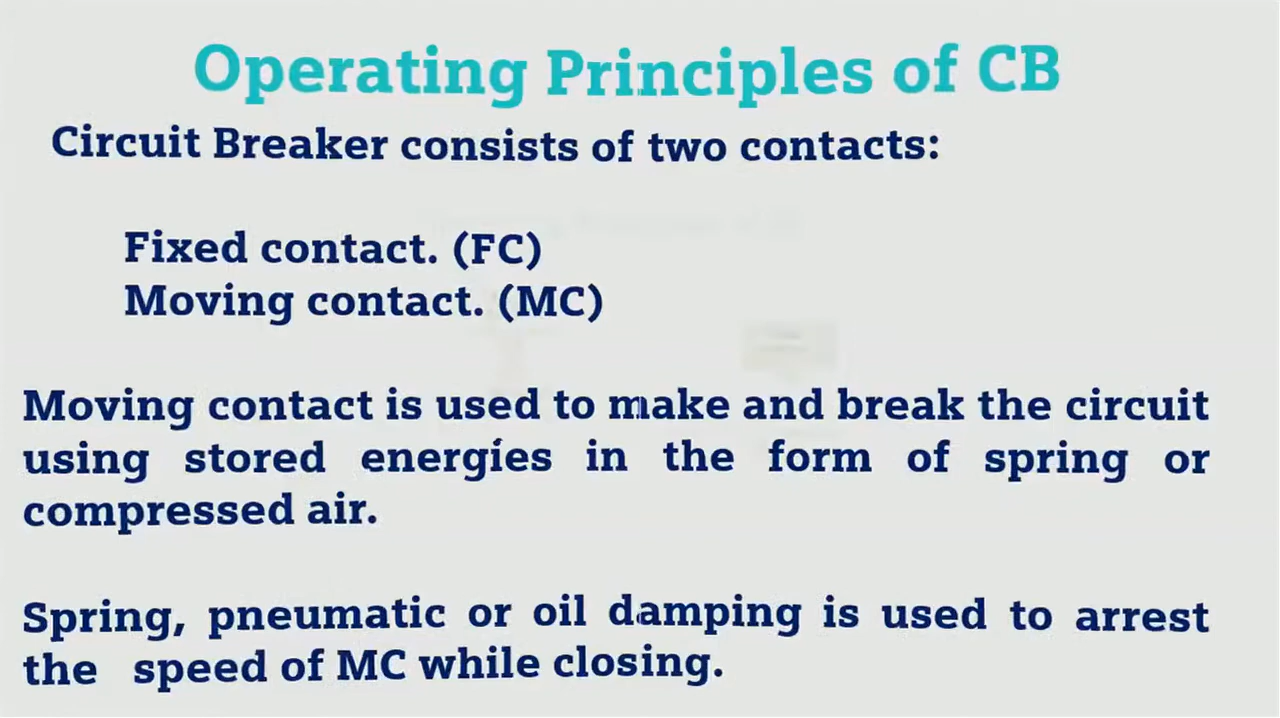 Operating Principles of CB
Circuit Breaker consists of two contacts:
Fixed contact. (FC)
Moving contact. (MC)
Moving contact is used to make and break the circuit
using stored energies in the form of spring or
compressed air.
Spring, pneumatic or oil damping is used to arrest
the speed of MC while closing.